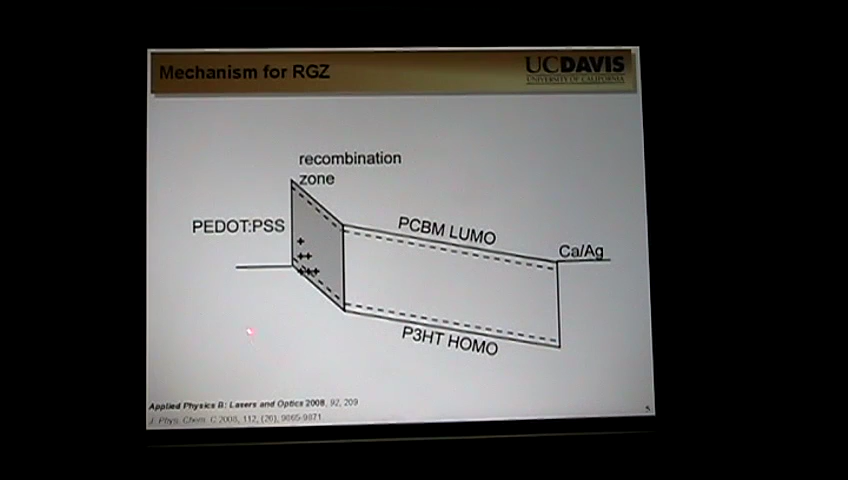 Mechanism for RGZ
UCDAVIS
UNIVERSITY OF CALIFORNIA
recombination
zone
PEDOT:PSS
PCBM LUMO
Ca/Ag
P3HT HOMO
Applied Physics B: Lasers and Optics 2008, 92, 209
J. Phys. Chem. C 2008, 112, (26), 9865-9871
5